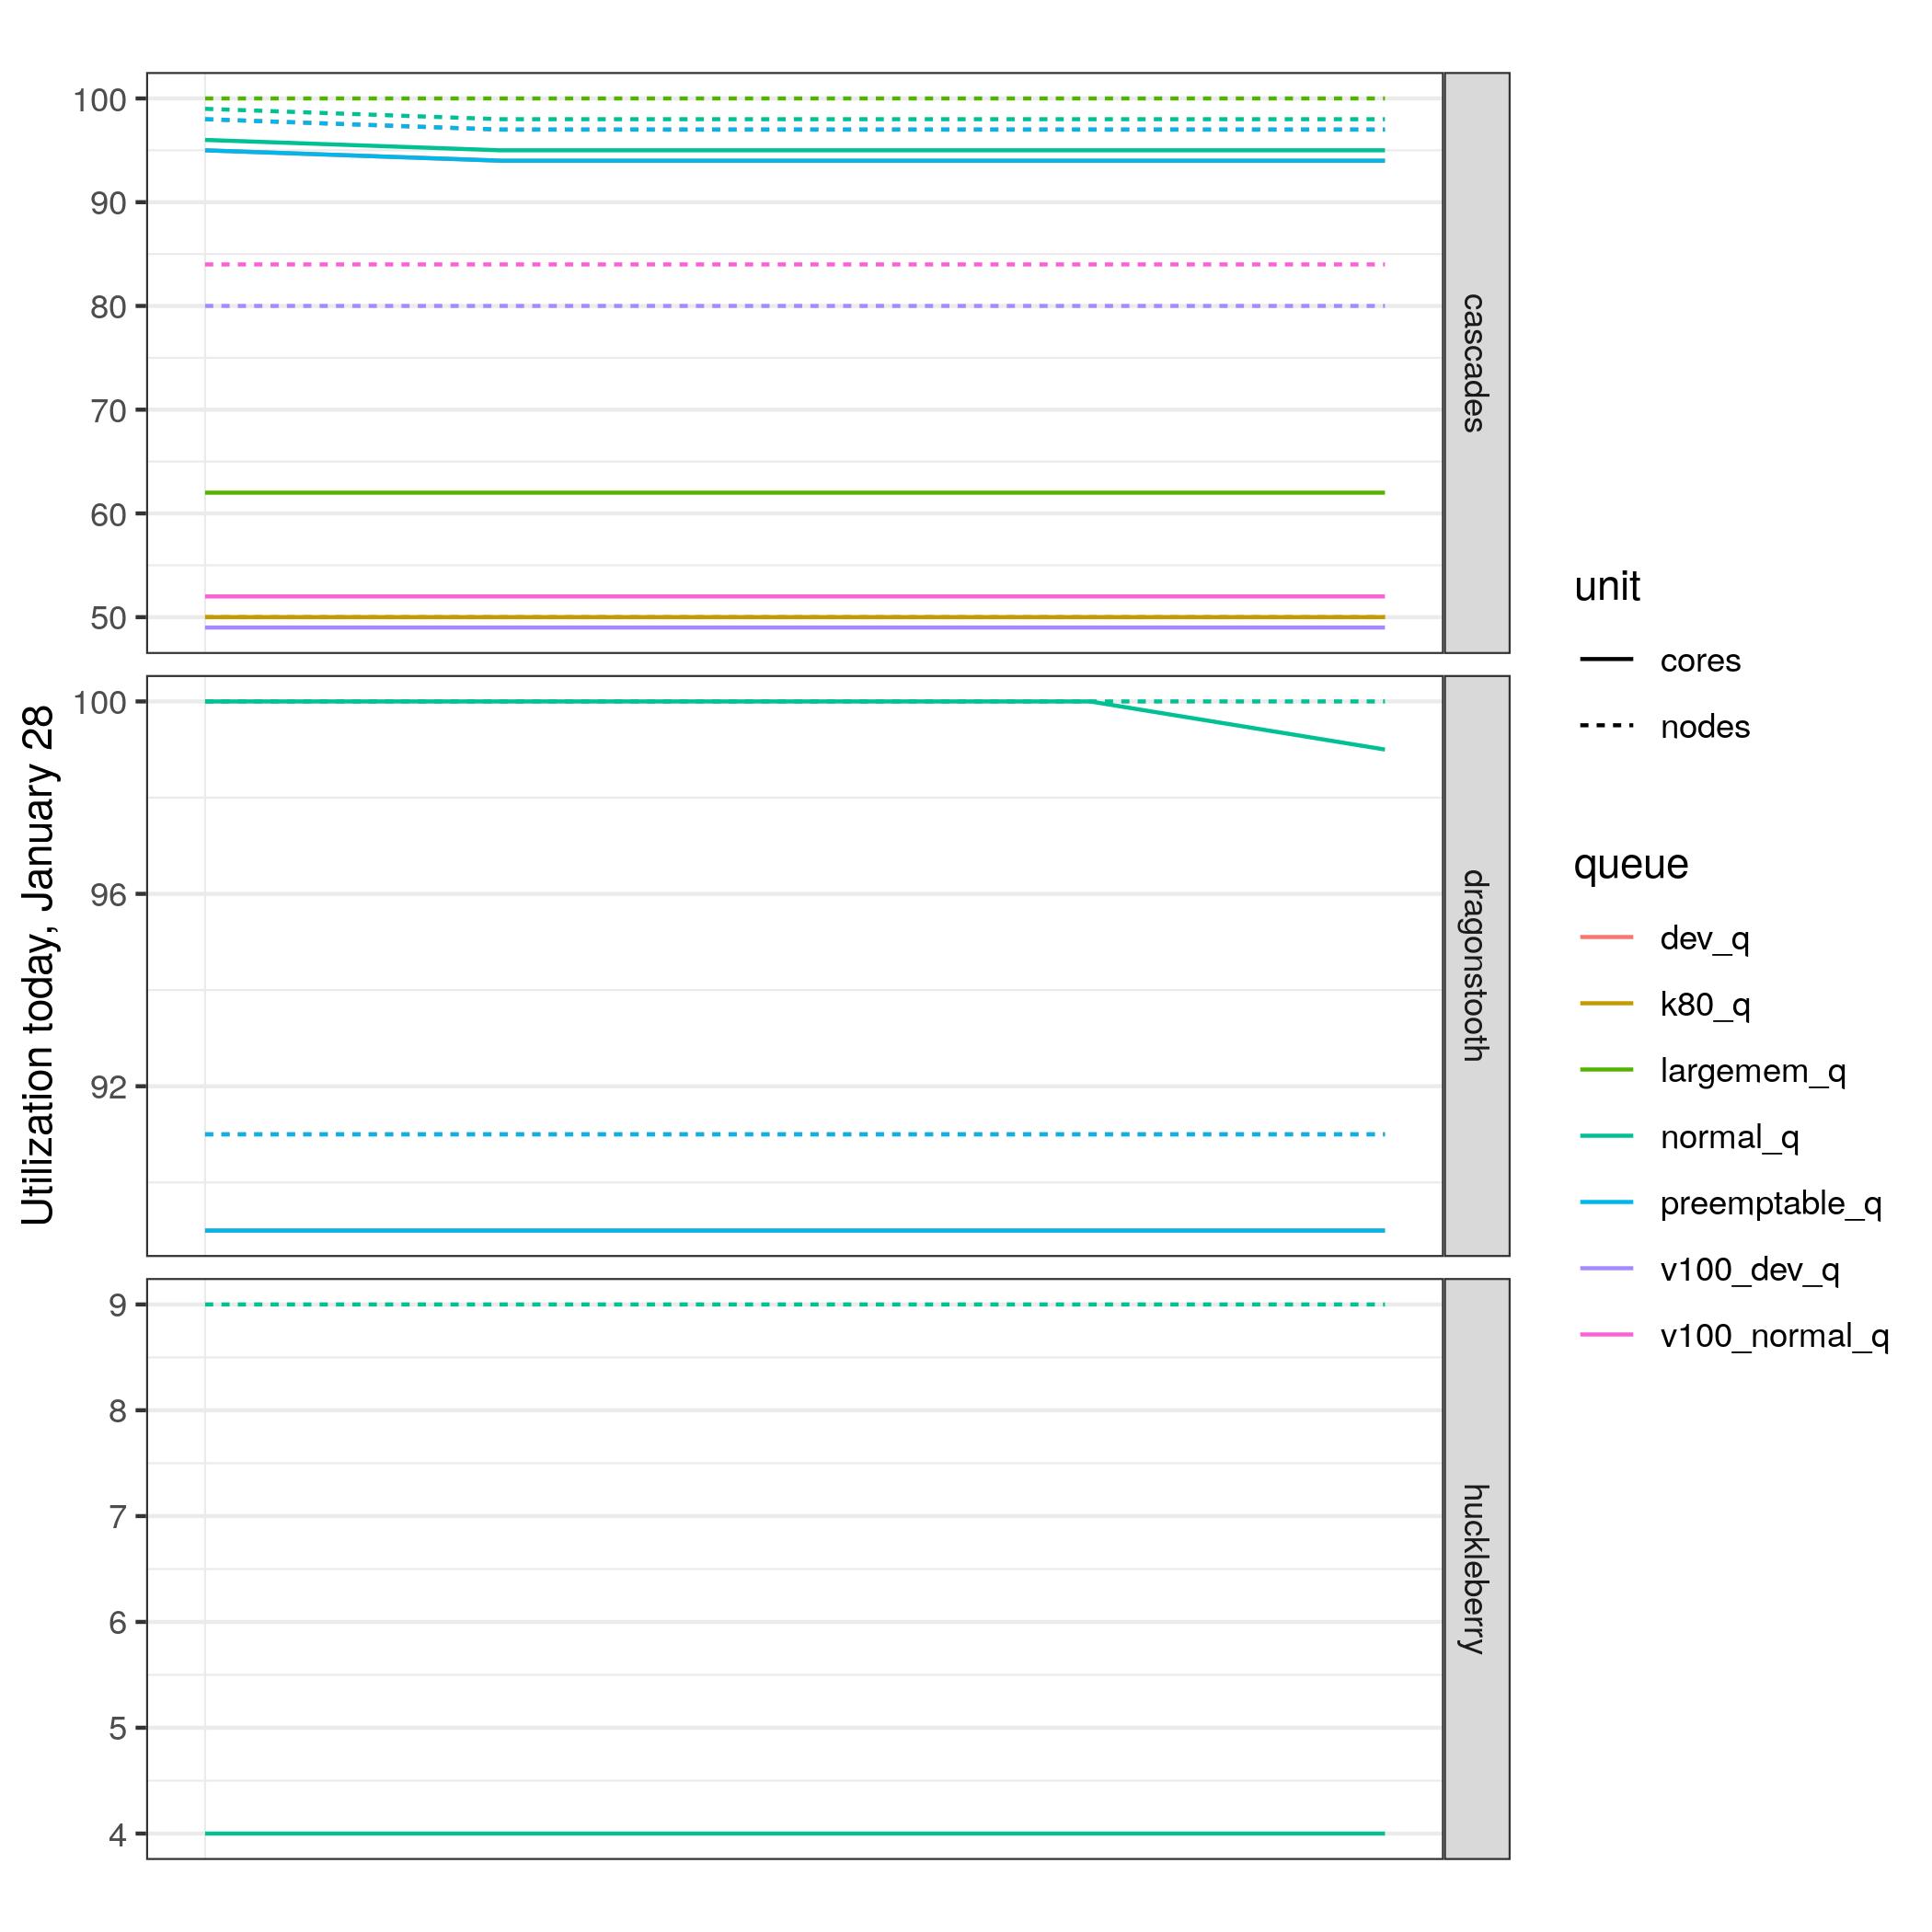 Utilization today, January 28
100
90
80
70
60
50
cascades
100
96
92
dragonstooth
9
8
7
6
5
4
huckleberry
unit
cores
nodes
queue
dev_q
k80_q
largemem_q
normal_q
preemptable_q
v100_dev_q
v100_normal_q